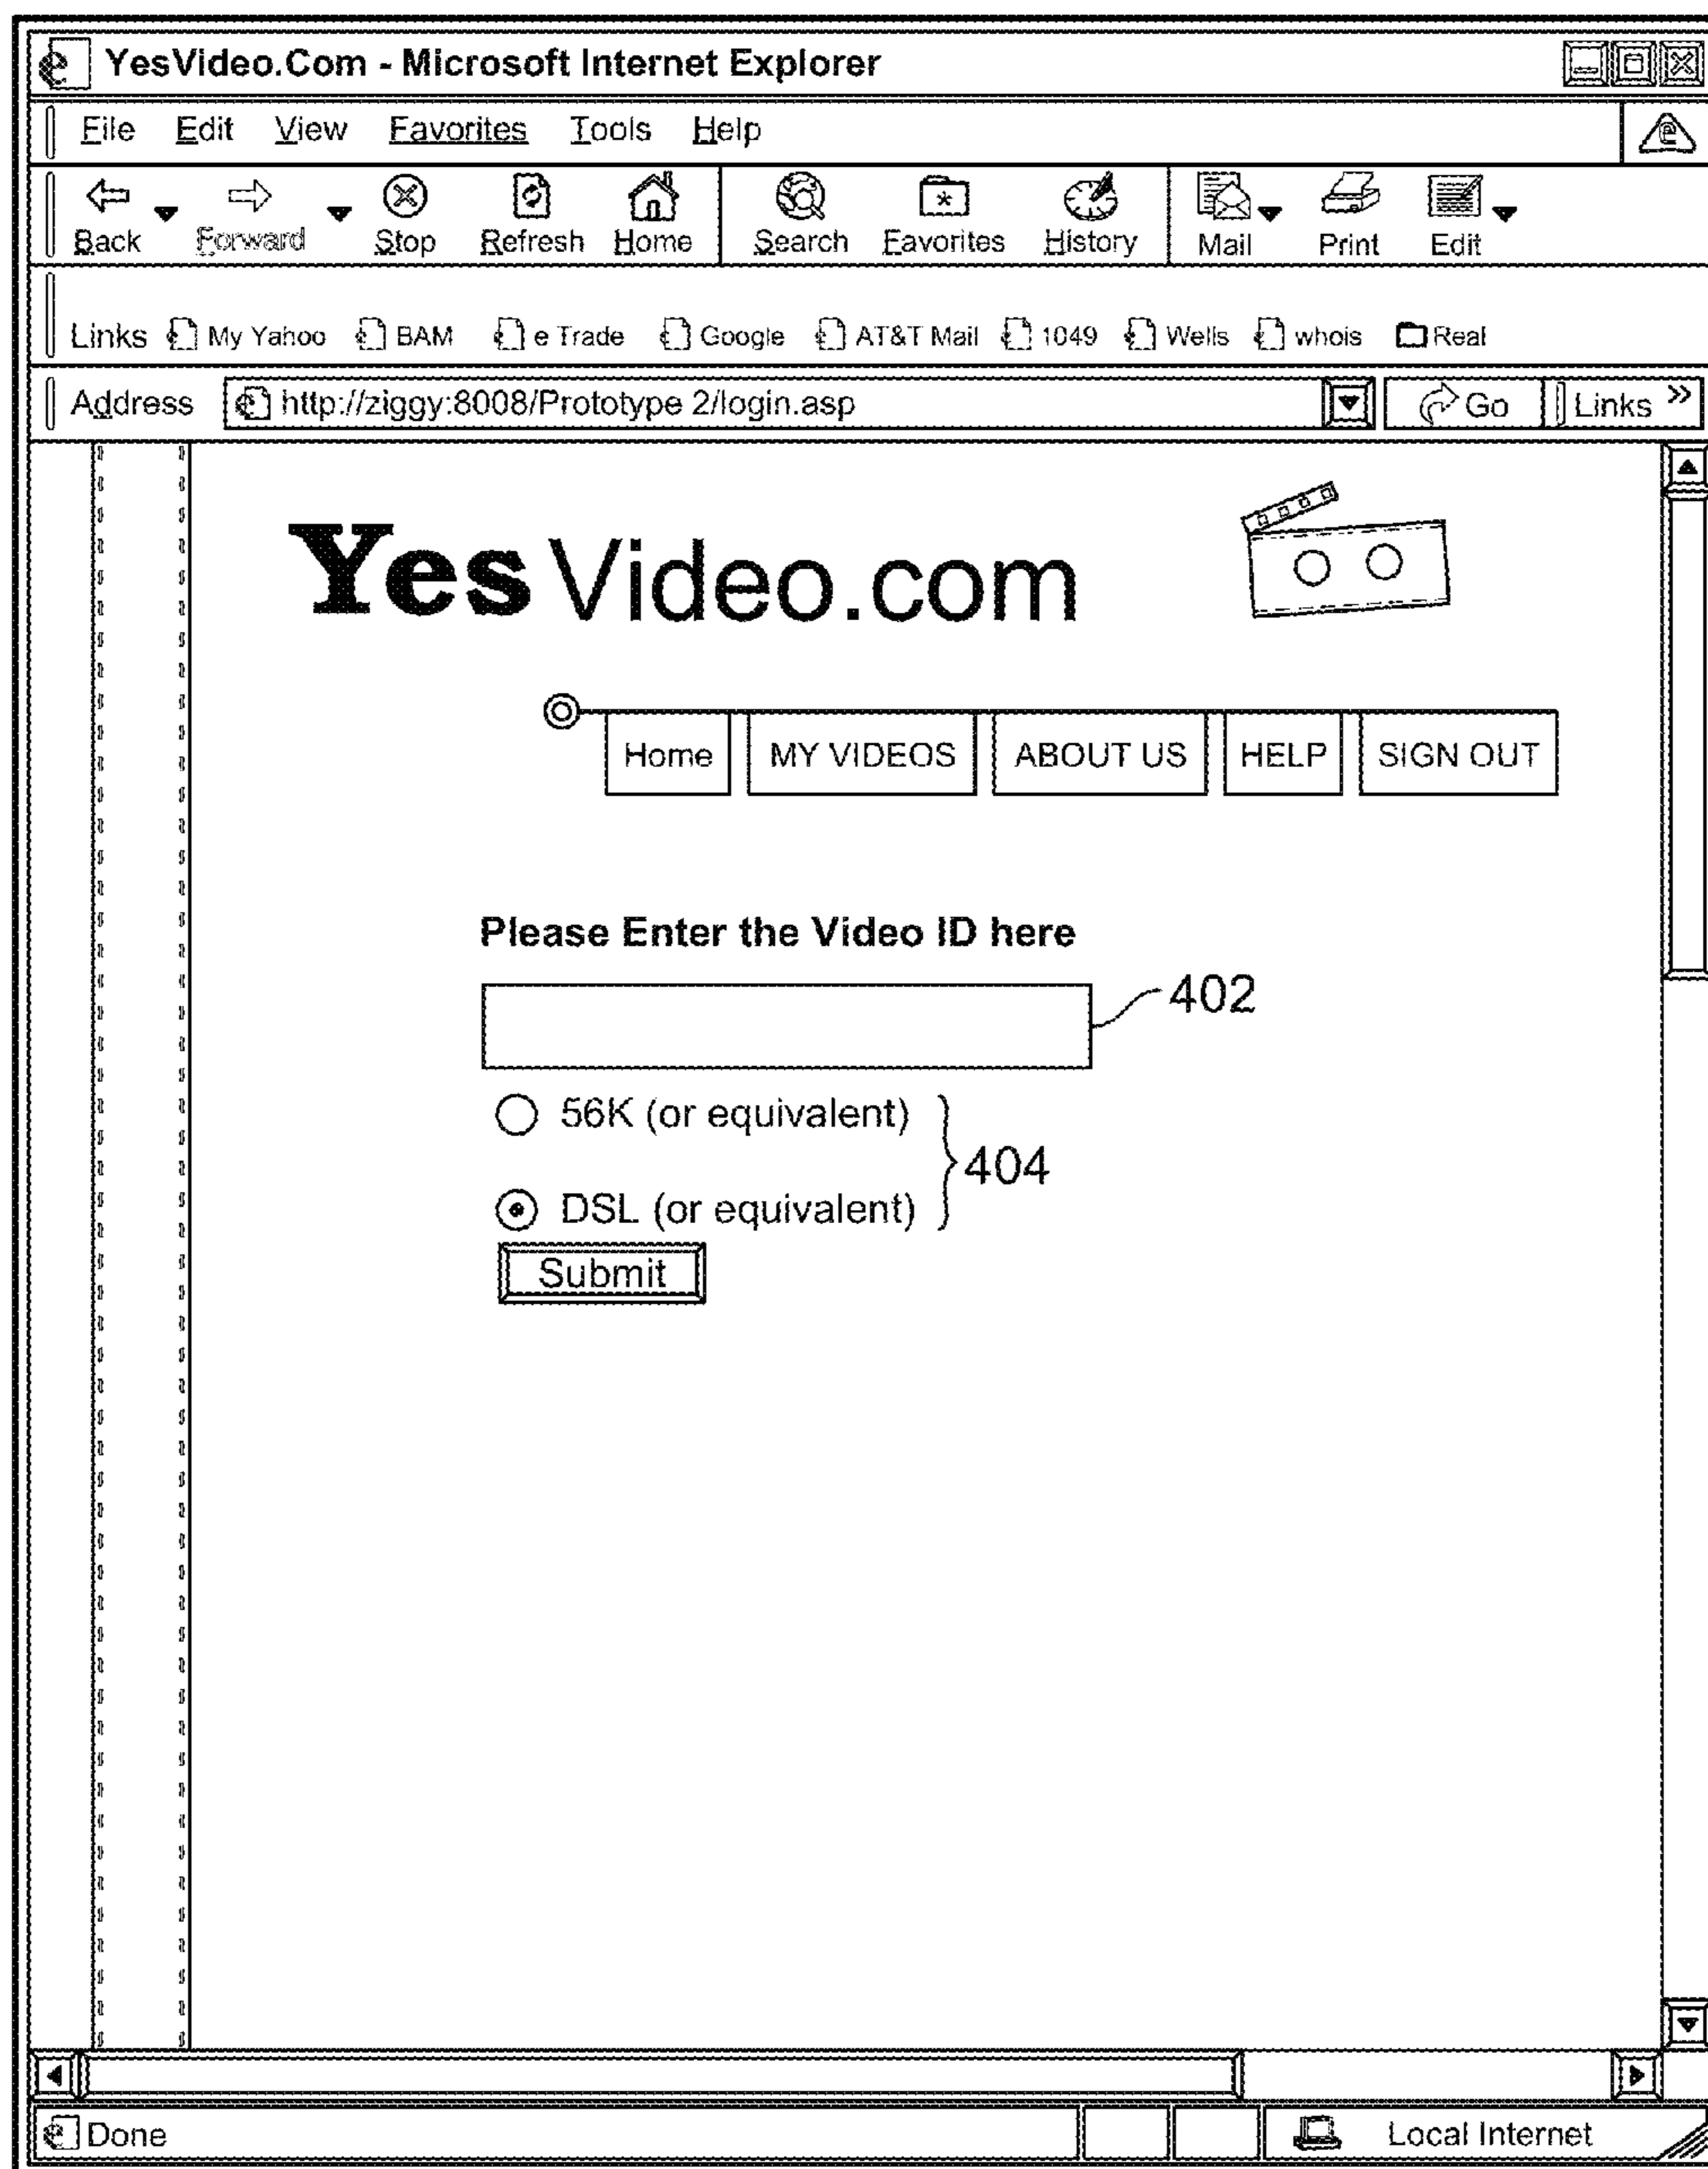 YesVideo.Com - Microsoft Internet Explorer
File Edit View Favorites Tools Help
Back Forward Stop Refresh Home Search Favorites History Mail Print Edit
Links My Yahoo BAM e Trade Google AT&T Mail 1049 Wells whois Real
Address http://ziggy:8008/Prototype 2/login.asp Go Links »
Yes Video.com
Home MY VIDEOS ABOUT US HELP SIGN OUT
Please Enter the Video ID here
402
56K (or equivalent)
404
DSL (or equivalent)
Submit
Done Local Internet